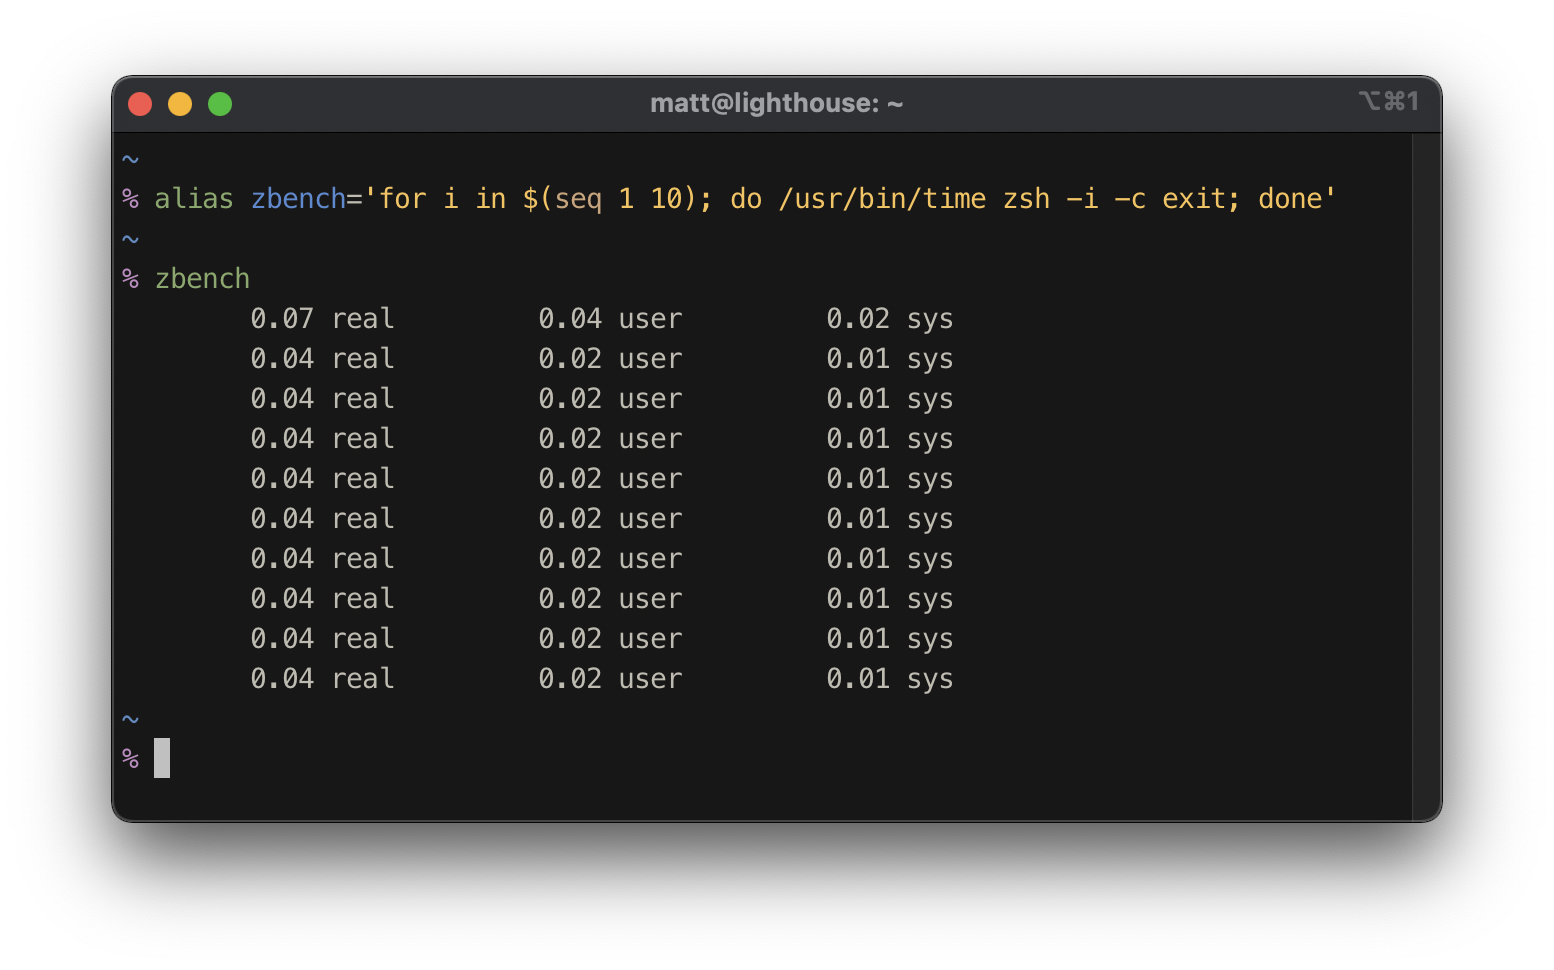 matt@lighthouse: ~ ⌥⌘1
~
% alias zbench='for i in $(seq 1 10); do /usr/bin/time zsh -i -c exit; done'
~
% zbench
0.07 real 0.04 user 0.02 sys
0.04 real 0.02 user 0.01 sys
0.04 real 0.02 user 0.01 sys
0.04 real 0.02 user 0.01 sys
0.04 real 0.02 user 0.01 sys
0.04 real 0.02 user 0.01 sys
0.04 real 0.02 user 0.01 sys
0.04 real 0.02 user 0.01 sys
0.04 real 0.02 user 0.01 sys
0.04 real 0.02 user 0.01 sys
~
%